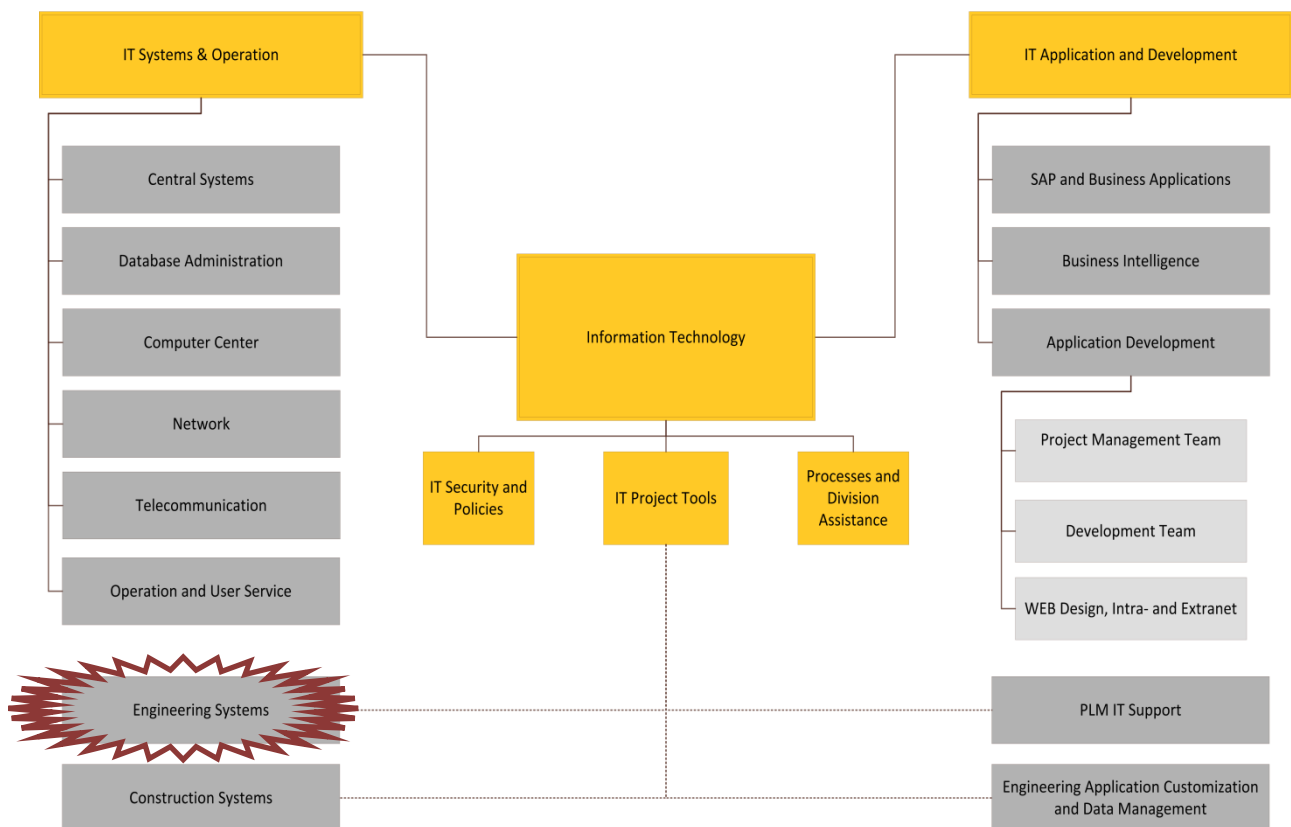 IT Systems & Operation
Central Systems
Database Administration
Computer Center
Network
Telecommunication
Operation and User Service
Information Technology
IT Security and
Policies
IT Project Tools
Processes and
Division
Assistance
IT Application and Development
SAP and Business Applications
Business Intelligence
Application Development
Project Management Team
Development Team
WEB Design, Intra- and Extranet
Engineering Systems
PLM IT Support
Construction Systems
Engineering Application Customization
and Data Management